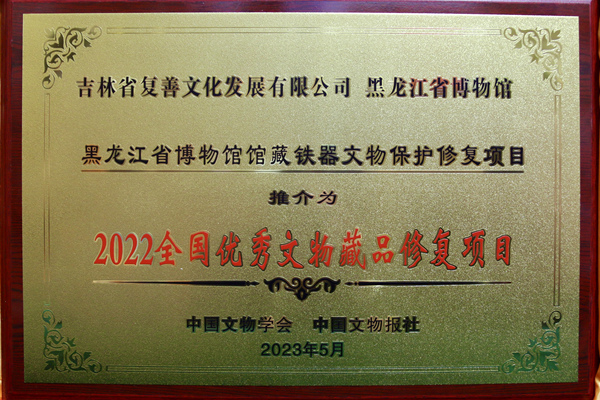 吉林省复善文化发展有限公司 黑龙江省博物馆
黑龙江省博物馆馆藏铁器文物保护修复项目
推介为
2022全国优秀文物藏品修复项目
中国文物学会 中国文物报社
2023年5月